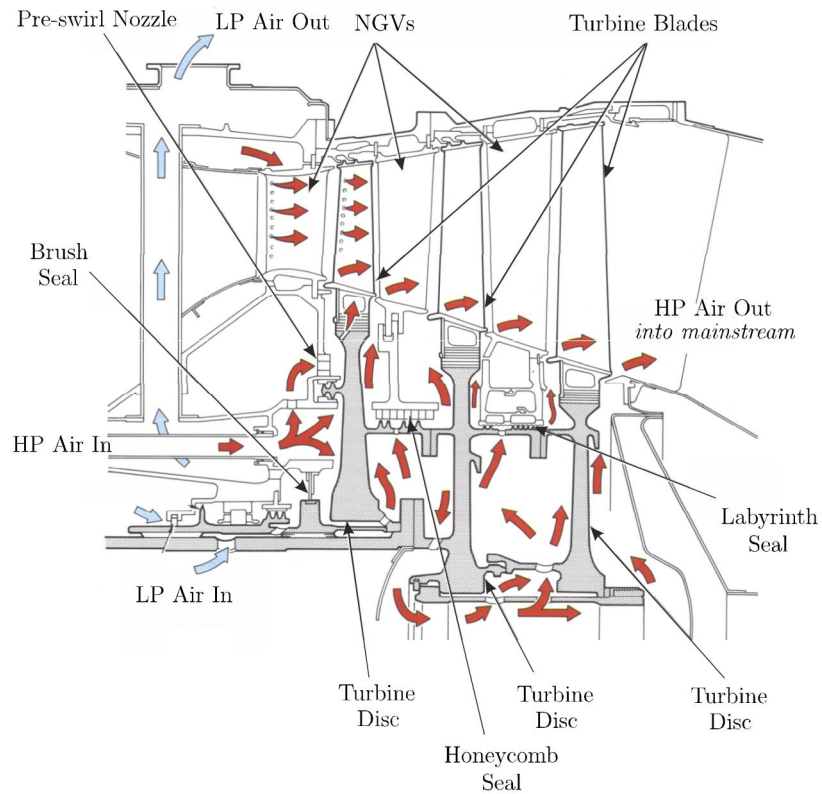 Pre-swirl Nozzle
LP Air Out
NGVs
Turbine Blades
Brush
Seal
HP Air Out
into mainstream
HP Air In
Labyrinth
Seal
LP Air In
Turbine
Disc
Turbine
Disc
Turbine
Disc
Honeycomb
Seal